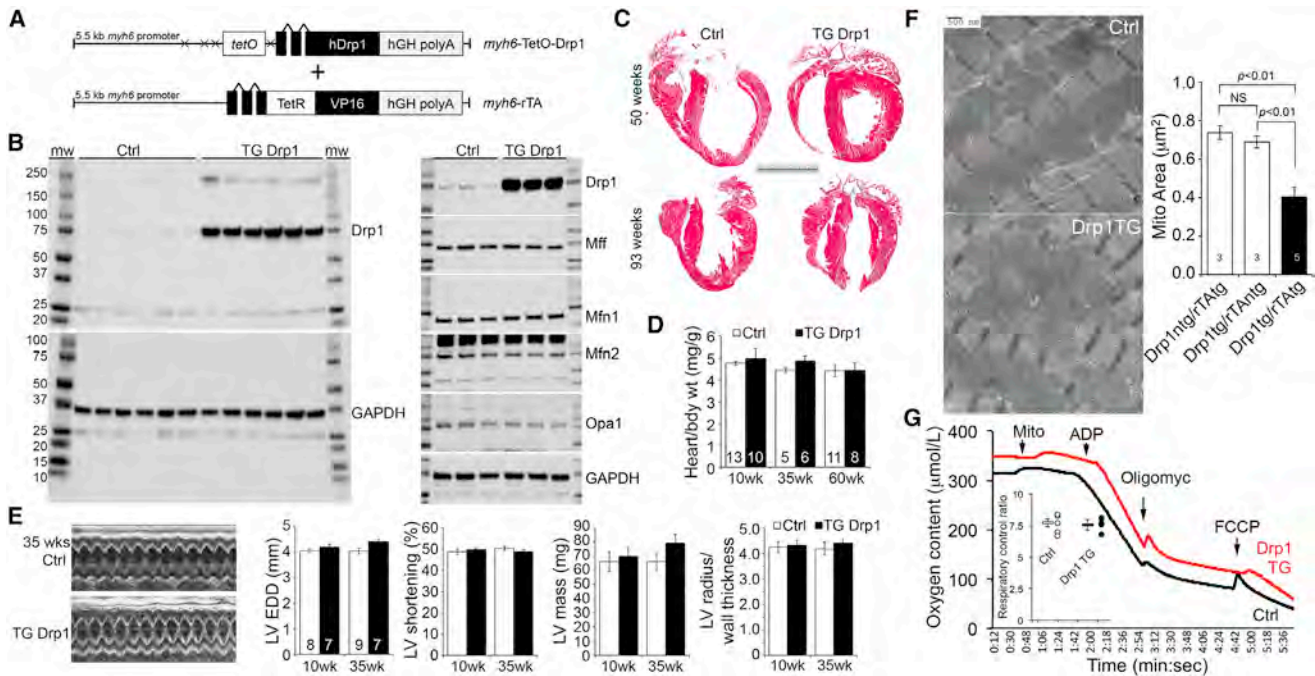 A
5.5 kb myh6 promoter
tetO
hDrp1
hGH polyA
myh6-TetO-Drp1
+
5.5 kb myh6 promoter
TetR
VP16
hGH polyA
myh6-rTA
B
mw
Ctrl
TG Drp1
mw
250
150
100
75
50
37
25
20
Drp1
100
75
50
37
25
20
15
10
GAPDH
Ctrl
TG Drp1
Drp1
Mff
Mfn1
Mfn2
Opa1
GAPDH
C
Ctrl
TG Drp1
50 weeks
93 weeks
D
Ctrl
TG Drp1
Heart/bdy wt (mg/g)
6
5
4
3
2
1
0
13
10
5
6
11
8
10wk
35wk
60wk
E
35 wks
Ctrl
TG Drp1
LV EDD (mm)
5
4
3
2
1
0
8
7
9
7
10wk
35wk
LV shortening (%)
60
50
40
30
20
10
0
10wk
35wk
LV mass (mg)
90
80
70
60
50
40
30
20
10
0
10wk
35wk
Ctrl
TG Drp1
LV radius/
wall thickness
5
4
3
2
1
0
10wk
35wk
F
500 nm
Ctrl
Drp1TG
Mito Area (μm²)
1.0
0.8
0.6
0.4
0.2
0.0
p<0.01
NS
p<0.01
3
3
5
Drp1ntg/rTAtg
Drp1tg/rTAntg
Drp1tg/rTAtg
G
Oxygen content (μmol/L)
400
300
200
100
0
Mito
ADP
Oligomyc
FCCP
Drp1
TG
Ctrl
Respiratory control ratio
10
7.5
5
2.5
0
Ctrl
Drp1 TG
0:12
0:30
0:48
1:06
1:24
1:42
2:00
2:18
2:36
2:54
3:12
3:30
3:48
4:06
4:24
4:42
5:00
5:18
5:36
Time (min:sec)